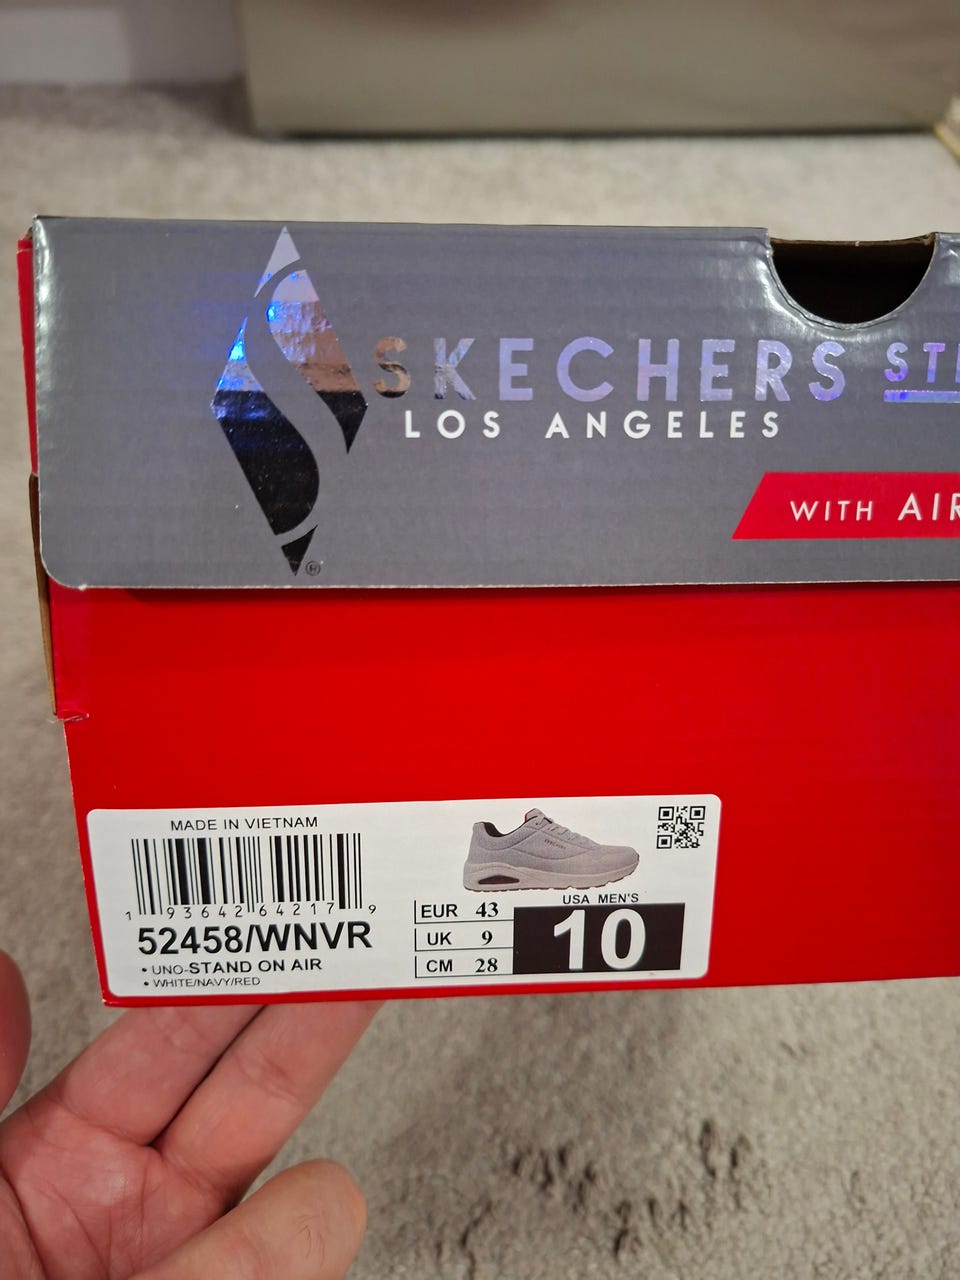 SKECHERS
LOS ANGELES
WITH AIR
MADE IN VIETNAM
1 93642 64217 9
52458/WNVR
• UNO-STAND ON AIR
• WHITE/NAVY/RED
EUR 43
UK 9
CM 28
USA MEN'S
10